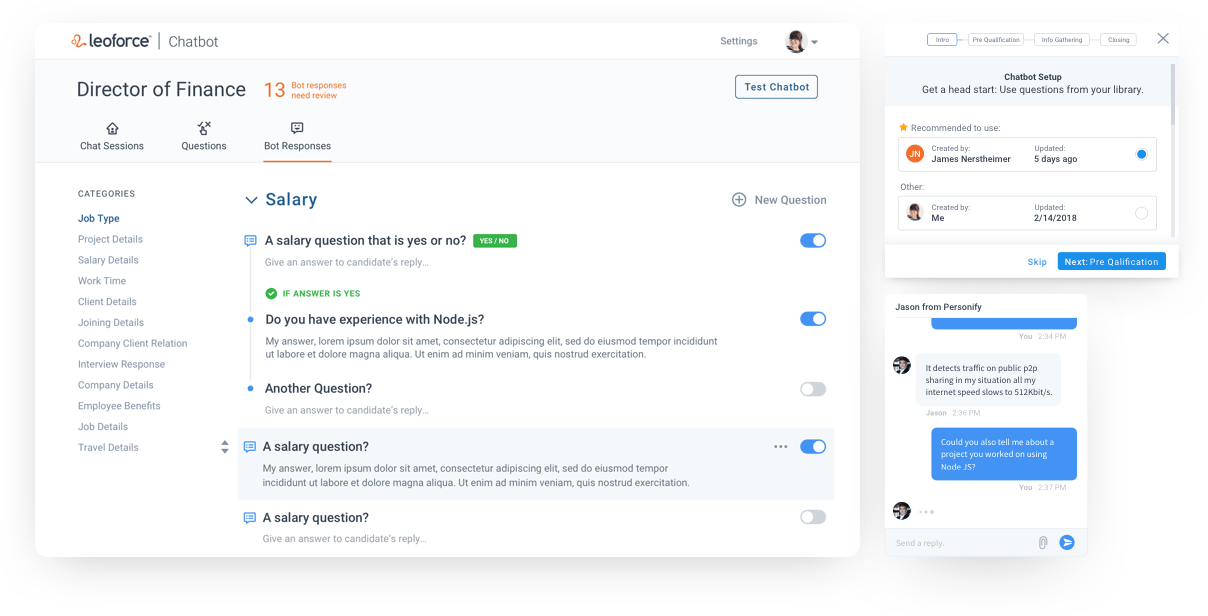 leoforce | Chatbot
Settings
Director of Finance
13
Bot responses
need review
Test Chatbot
Chat Sessions
Questions
Bot Responses
CATEGORIES
Job Type
Project Details
Salary Details
Work Time
Client Details
Joining Details
Company Client Relation
Interview Response
Company Details
Employee Benefits
Job Details
Travel Details
Salary
New Question
A salary question that is yes or no?
YES / NO
Give an answer to candidate's reply...
IF ANSWER IS YES
Do you have experience with Node.js?
My answer, lorem ipsum dolor sit amet, consectetur adipiscing elit, sed do eiusmod tempor incididunt
ut labore et dolore magna aliqua. Ut enim ad minim veniam, quis nostrud exercitation.
Another Question?
Give an answer to candidate's reply...
A salary question?
My answer, lorem ipsum dolor sit amet, consectetur adipiscing elit, sed do eiusmod tempor
incididunt ut labore et dolore magna aliqua. Ut enim ad minim veniam, quis nostrud exercitation.
A salary question?
Give an answer to candidate's reply...
Intro
Pre Qualification
Info Gathering
Closing
Chatbot Setup
Get a head start: Use questions from your library.
Recommended to use:
JN
Created by:
James Nerstheimer
Updated:
5 days ago
Other:
Created by:
Me
Updated:
2/14/2018
Skip
Next: Pre Qalification
Jason from Personify
You 2:34 PM
It detects traffic on public p2p
sharing in my situation all my
internet speed slows to 512Kbit/s.
Jason 2:36 PM
Could you also tell me about a
project you worked on using
Node JS?
You 2:37 PM
Send a reply.